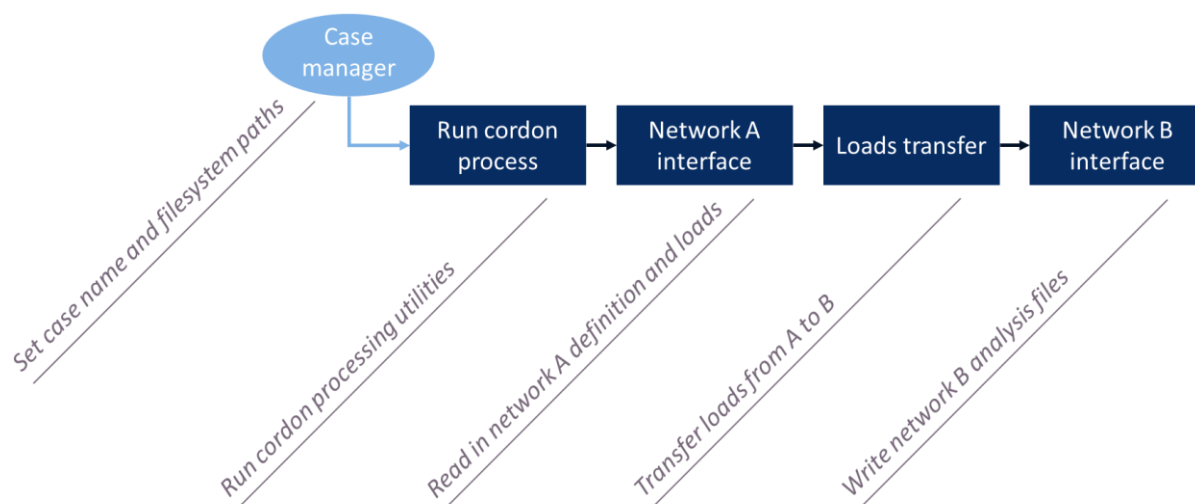 Case
manager
Run cordon
process
Network A
interface
Loads transfer
Network B
interface
Set case name and filesystem paths
Run cordon processing utilities
Read in network A definition and loads
Transfer loads from A to B
Write network B analysis files